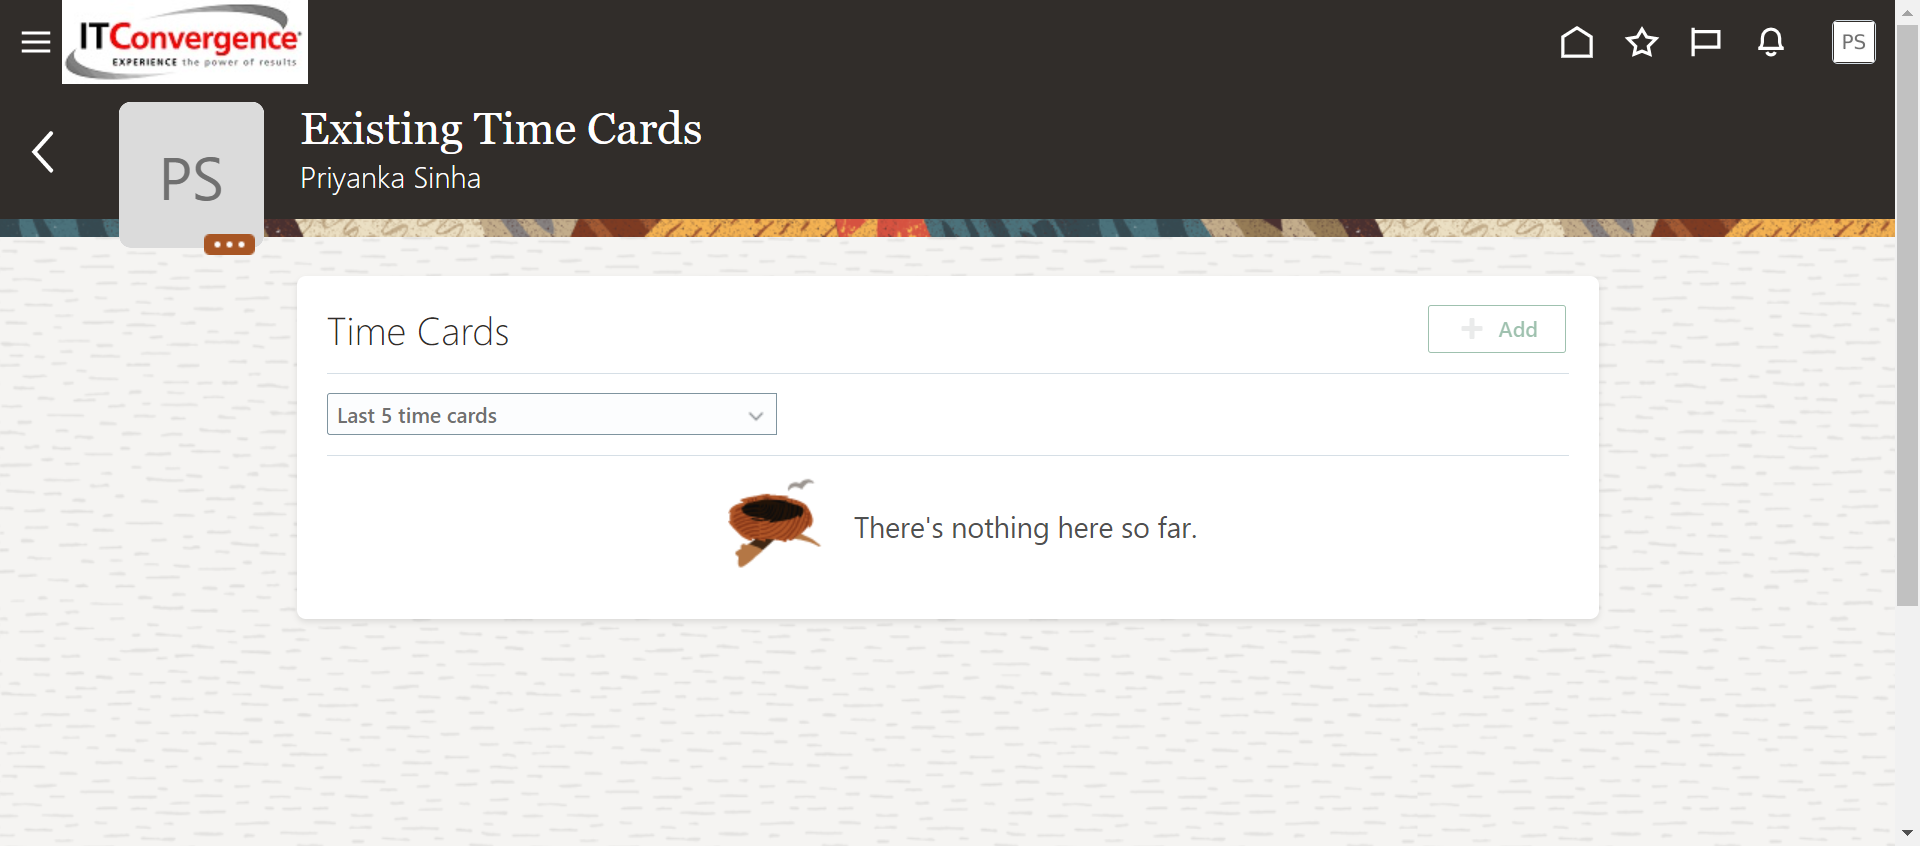 ITConvergence
EXPERIENCE the power of results
PS
Existing Time Cards
Priyanka Sinha
PS
Time Cards
Add
Last 5 time cards
There's nothing here so far.